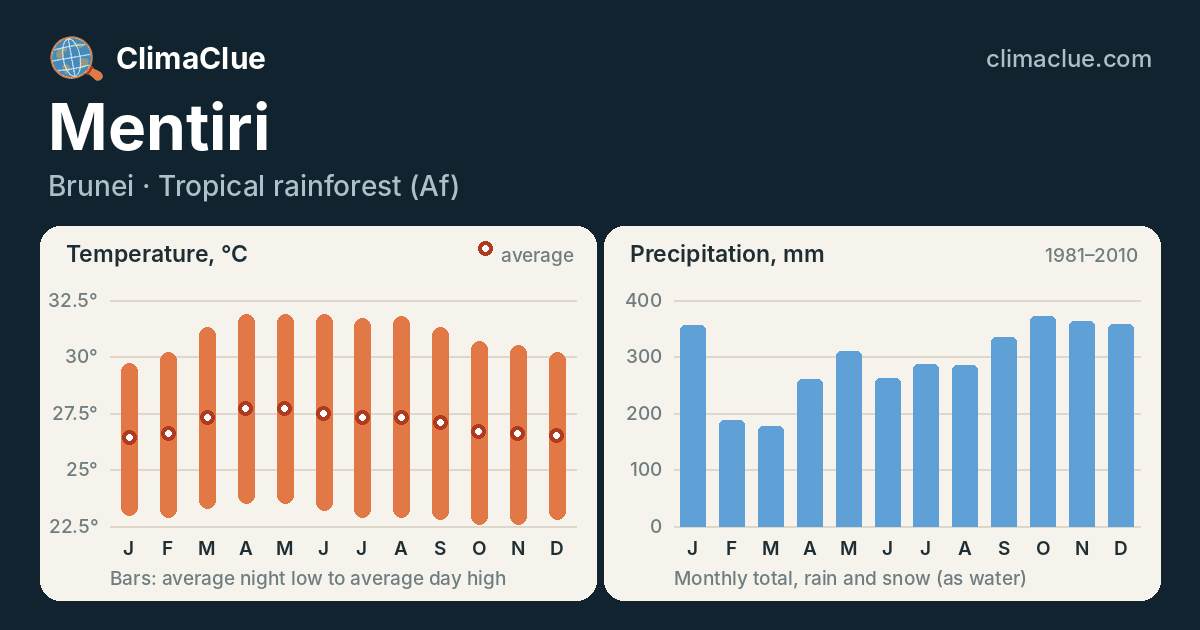 ClimaClue
climaclue.com
Mentiri
Brunei · Tropical rainforest (Af)
Temperature, °C
average
32.5°
30°
27.5°
25°
22.5°
J F M A M J J A S O N D
Bars: average night low to average day high
Precipitation, mm
1981–2010
400
300
200
100
0
J F M A M J J A S O N D
Monthly total, rain and snow (as water)